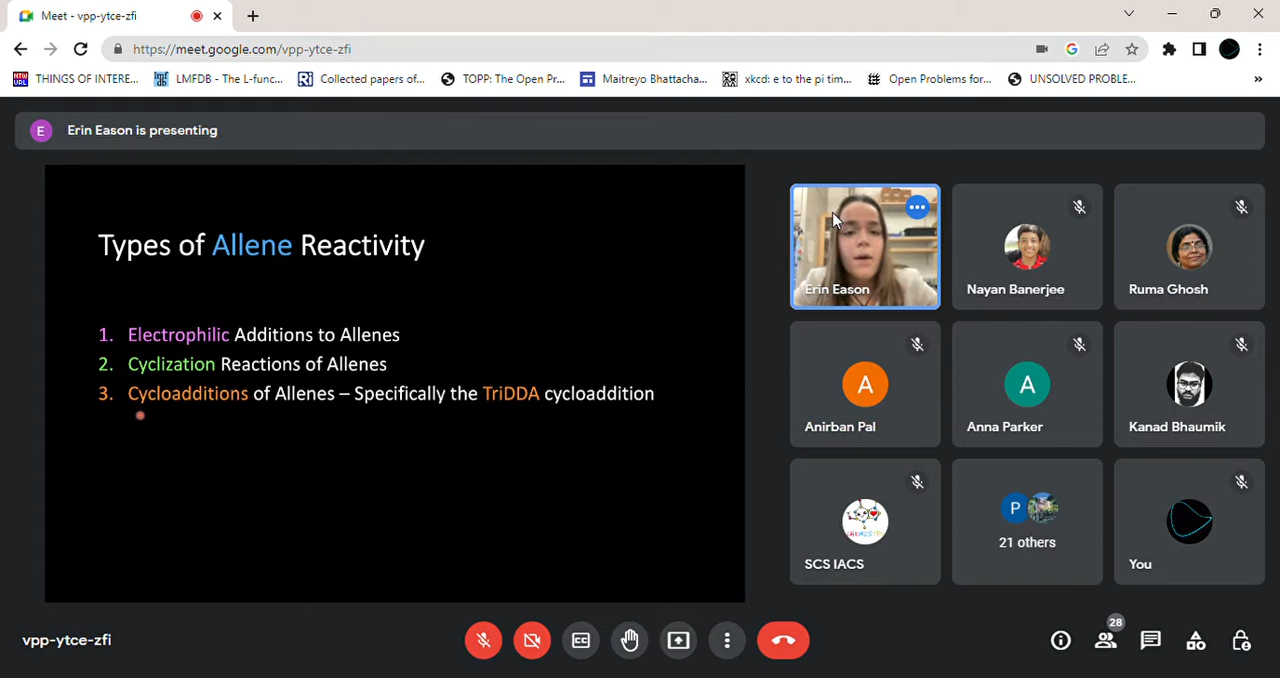 Meet - vpp-ytce-zfi
https://meet.google.com/vpp-ytce-zfi
THINGS OF INTERE...
LMFDB - The L-func...
Collected papers of...
TOPP: The Open Pr...
Maitreyo Bhattacha...
xkcd: e to the pi tim...
Open Problems for...
UNSOLVED PROBLE...
E
Erin Eason is presenting
Types of Allene Reactivity
1. Electrophilic Additions to Allenes
2. Cyclization Reactions of Allenes
3. Cycloadditions of Allenes – Specifically the TriDDA cycloaddition
Erin Eason
Nayan Banerjee
Ruma Ghosh
A
Anirban Pal
A
Anna Parker
Kanad Bhaumik
SCS IACS
P
21 others
You
vpp-ytce-zfi
28